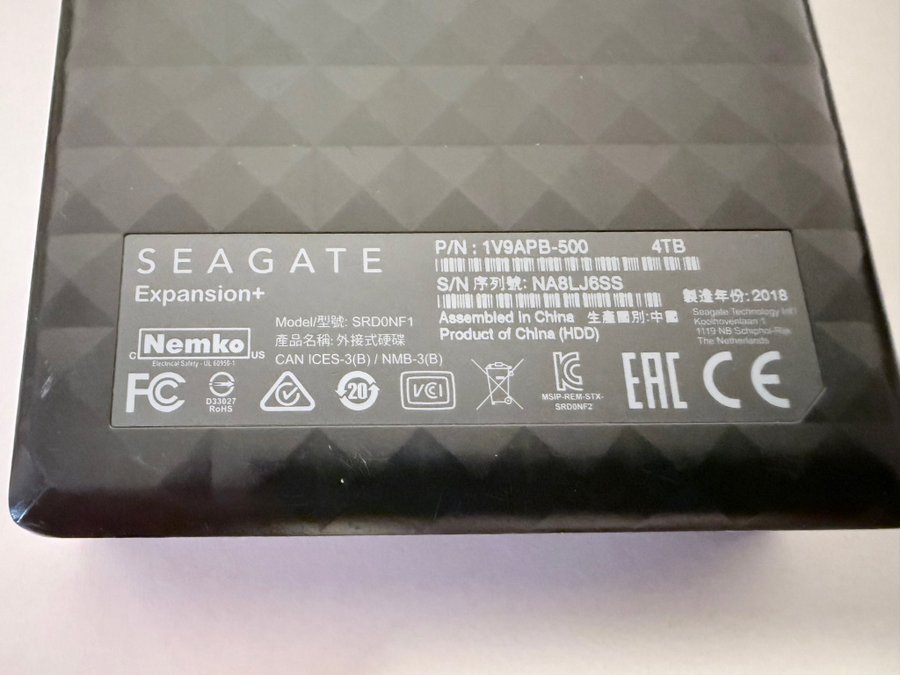 SEAGATE
Expansion+
P/N : 1V9APB-500 4TB
S/N 序列號: NA8LJ6SS
Assembled in China 生產國別: 中國
Product of China (HDD)
製造年份: 2018
Seagate Technology Int'l
Koolhovenlaan 1
1119 NB Schiphol-Rijk
The Netherlands
Model/型號: SRD0NF1
產品名稱: 外接式硬碟
CAN ICES-3(B) / NMB-3(B)
c Nemko US
Electrical Safety - UL 60950-1
FC
D33027
RoHS
20
VCI
MSIP-REM-STX-
SRD0NF2
EAC
CE